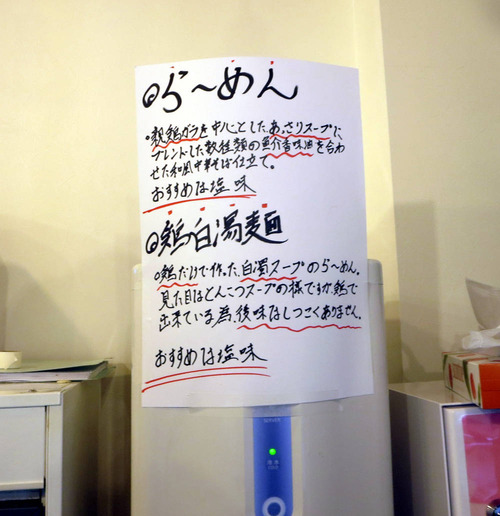 ◎ら〜めん
。親鶏ガラを中心としたあっさりスープに
ブレンドした数種類の魚介香味油を合わ
せた和風中華そば仕立て。
おすすめは塩味
◎鶏白湯麺
◎鶏だけで作った、白濁スープのら〜めん。
見た目はとんこつスープの様ですが鶏で
出来ている為、後味はしつこくありません。
おすすめは塩味